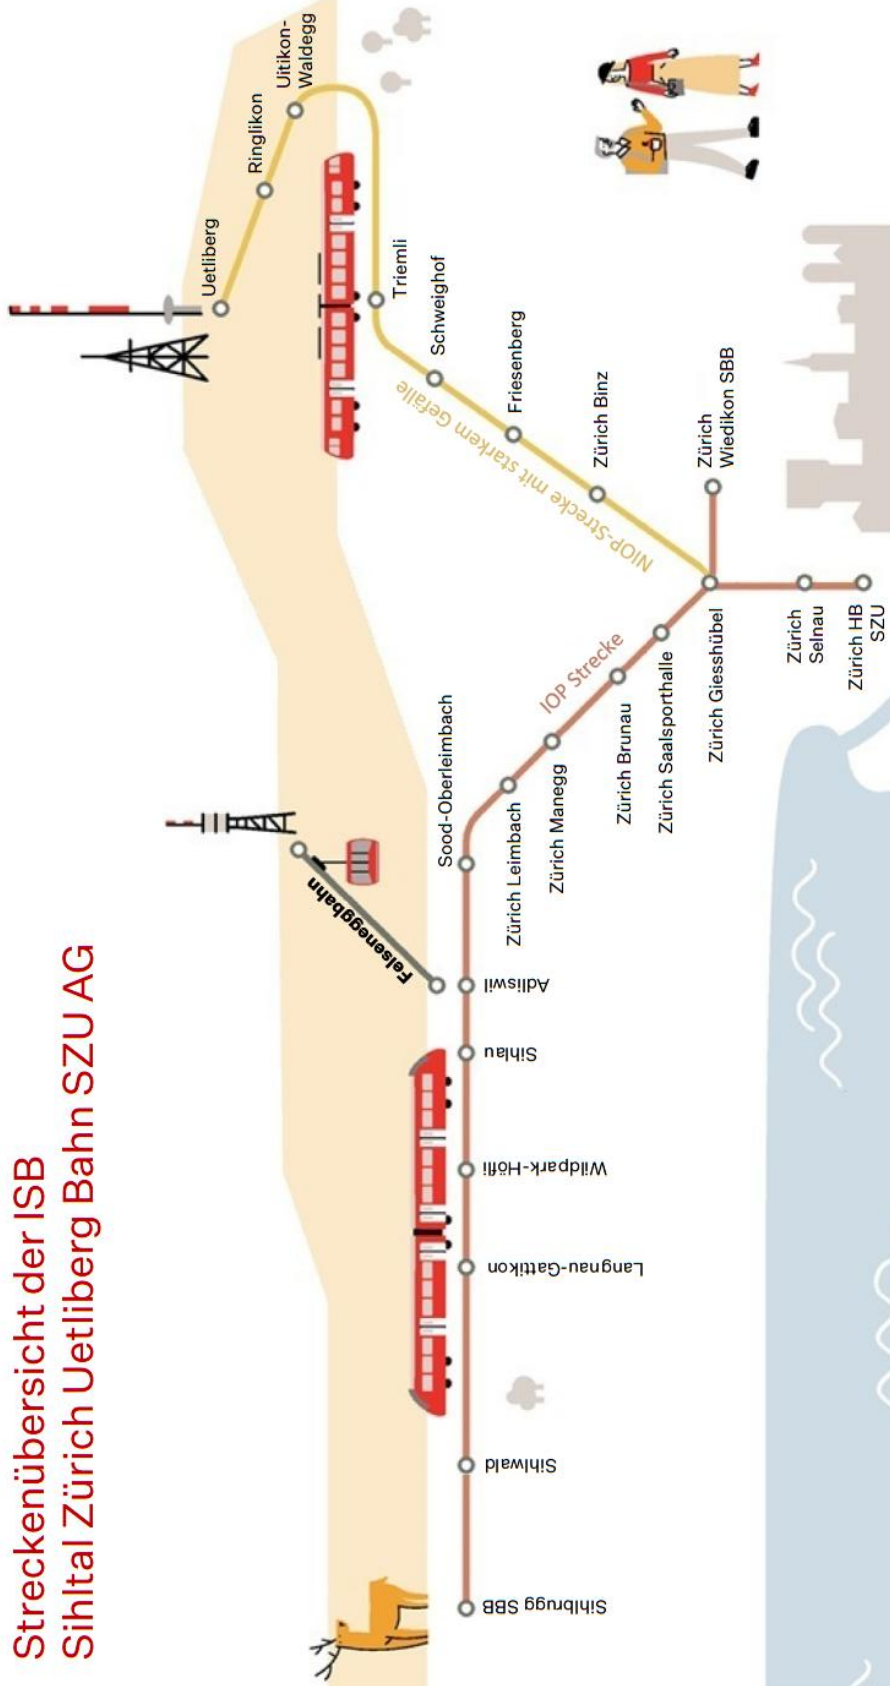 Streckenübersicht der ISB
Sihltal Zürich Uetliberg Bahn SZU AG
Uetliberg
Ringlikon
Uitikon-
Waldegg
Triemli
Schweighof
Friesenberg
Zürich Binz
NIOP-Strecke mit starkem Gefälle
Zürich
Wiedikon SBB
Zürich Giesshübel
Zürich
Selnau
Zürich HB
SZU
IOP Strecke
Zürich Saalsporthalle
Zürich Brunau
Zürich Manegg
Zürich Leimbach
Sood-Oberleimbach
Felseneggbahn
Adliswil
Sihlau
Wildpark-Höfli
Langnau-Gattikon
Sihlwald
Sihlbrugg SBB